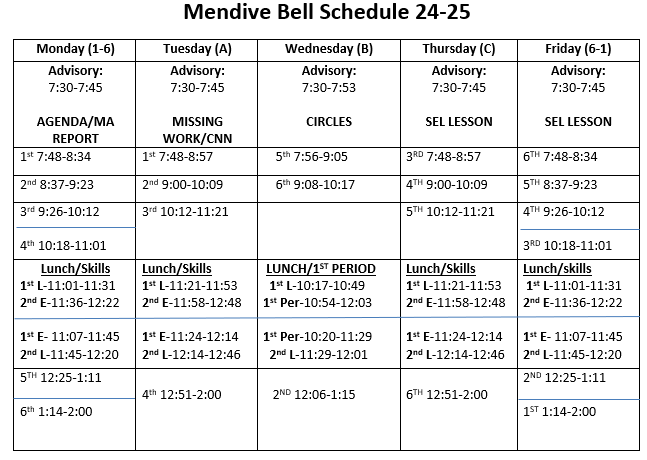 Mendive Bell Schedule 24-25
Monday (1-6) Tuesday (A) Wednesday (B) Thursday (C) Friday (6-1)
Advisory: Advisory: Advisory: Advisory: Advisory:
7:30-7:45 7:30-7:45 7:30-7:53 7:30-7:45 7:30-7:45
AGENDA/MA MISSING CIRCLES SEL LESSON SEL LESSON
REPORT WORK/CNN
1st 7:48-8:34 1st 7:48-8:57 5th 7:56-9:05 3RD 7:48-8:57 6TH 7:48-8:34
2nd 8:37-9:23 2nd 9:00-10:09 6th 9:08-10:17 4TH 9:00-10:09 5TH 8:37-9:23
3rd 9:26-10:12 3rd 10:12-11:21 5TH 10:12-11:21 4TH 9:26-10:12
4th 10:18-11:01 3RD 10:18-11:01
Lunch/Skills Lunch/Skills LUNCH/1ST PERIOD Lunch/Skills Lunch/Skills
1st L-11:01-11:31 1st L-11:21-11:53 1st L-10:17-10:49 1st L-11:21-11:53 1st L-11:01-11:31
2nd E-11:36-12:22 2nd E-11:58-12:48 1st Per-10:54-12:03 2nd E-11:58-12:48 2nd E-11:36-12:22
1st E- 11:07-11:45 1st E-11:24-12:14 1st Per-10:20-11:29 1st E-11:24-12:14 1st E- 11:07-11:45
2nd L-11:45-12:20 2nd L-12:14-12:46 2nd L-11:29-12:01 2nd L-12:14-12:46 2nd L-11:45-12:20
5TH 12:25-1:11 2ND 12:25-1:11
4th 12:51-2:00 2ND 12:06-1:15 6TH 12:51-2:00
6th 1:14-2:00 1ST 1:14-2:00